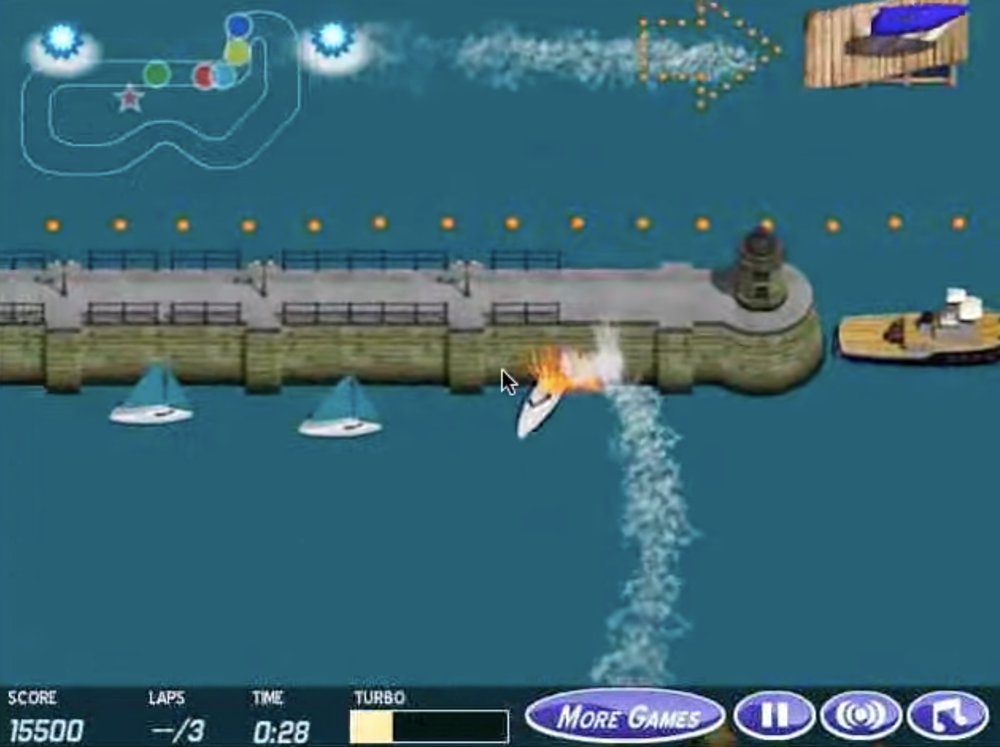 SCORE LAPS TIME TURBO
15500 -/3 0:28 MORE GAMES